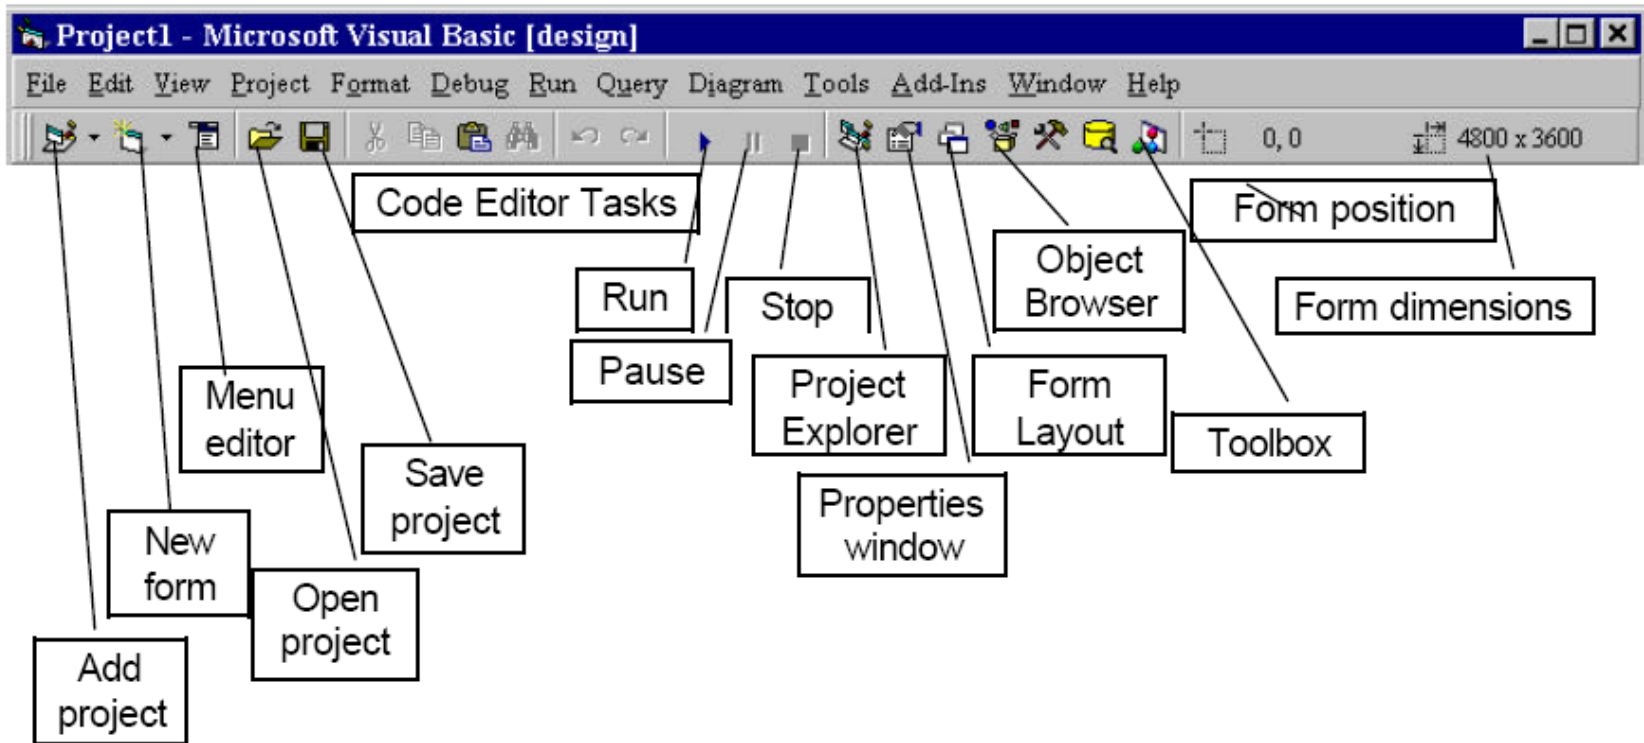 Project1 - Microsoft Visual Basic [design]
File Edit View Project Format Debug Run Query Diagram Tools Add-Ins Window Help
0, 0 4800 x 3600
Code Editor Tasks
Form position
Object
Browser
Run
Stop
Form dimensions
Pause
Menu
editor
Project
Explorer
Form
Layout
Toolbox
Save
project
Properties
window
New
form
Open
project
Add
project